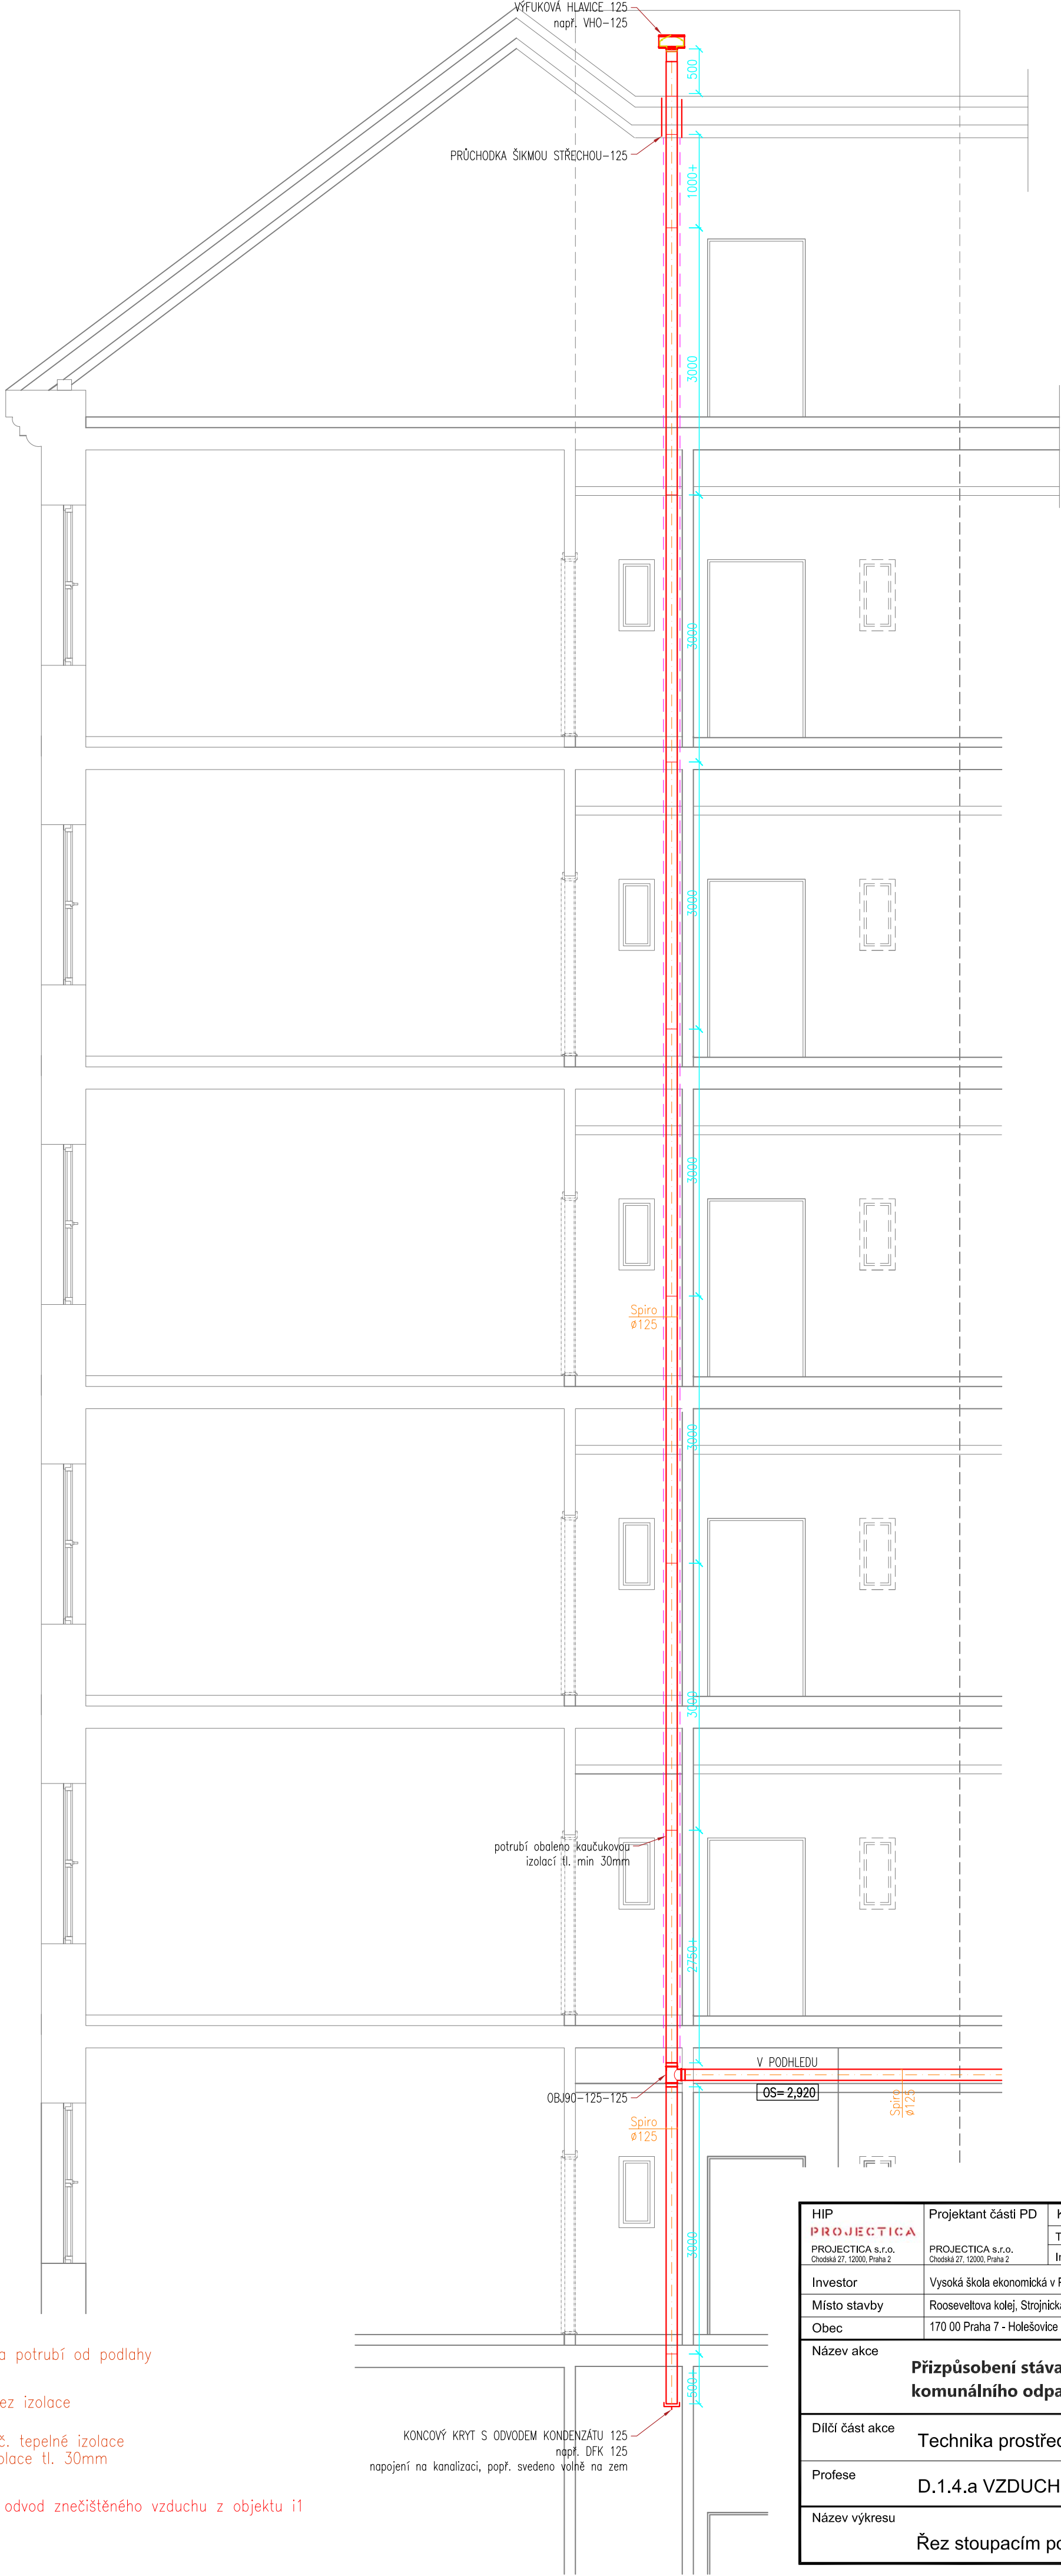 VÝFUKOVÁ HLAVICE 125
např. VHO-125
500
PRŮCHODKA ŠIKMOU STŘECHOU-125
1000+
3000
3000
3000
3000
Spiro
ø125
3000
3000
potrubí obaleno kaučukovou
izolací tl. min 30mm
2750+
V PODHLEDU
OS=2,920
OBJ90-125-125
Spiro
ø125
Spiro
ø125
3000
500+
KONCOVÝ KRYT S ODVODEM KONDENZÁTU 125
např. DFK 125
napojení na kanalizaci, popř. svedeno volně na zem
a potrubí od podlahy
ez izolace
č. tepelné izolace
olace tl. 30mm
odvod znečištěného vzduchu z objektu i1
HIP
PROJECTICA
PROJECTICA s.r.o.
Chodská 27, 12000, Praha 2
Projektant části PD
PROJECTICA s.r.o.
Chodská 27, 12000, Praha 2
Investor
Vysoká škola ekonomická v P
Místo stavby
Rooseveltova kolej, Strojnick
Obec
170 00 Praha 7 - Holešovice
Název akce
Přizpůsobení stáva
komunálního odpa
Dílčí část akce
Technika prostřed
Profese
D.1.4.a VZDUCH
Název výkresu
Řez stoupacím po